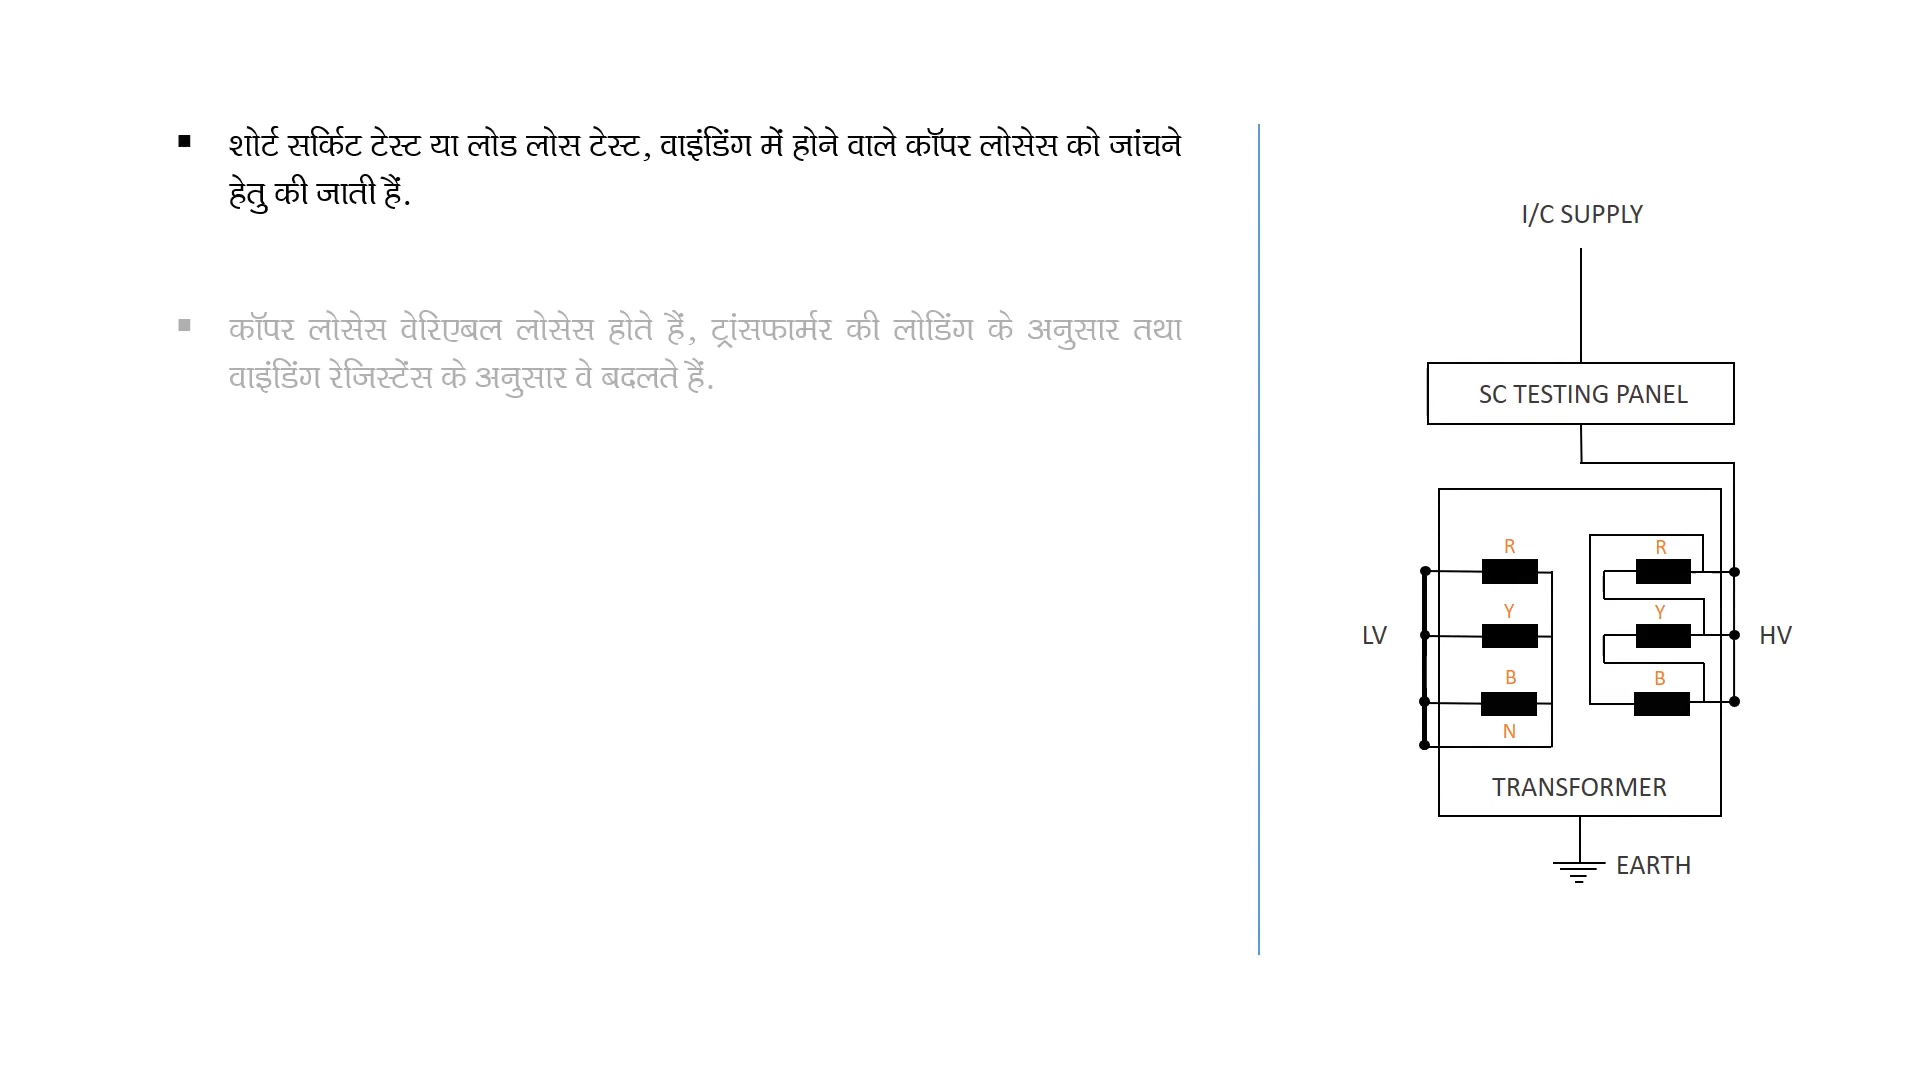 ▪ शोर्ट सर्किट टेस्ट या लोड लोस टेस्ट, वाइंडिंग में होने वाले कॉपर लोसेस को जांचने
हेतु की जाती हैं.
▪ कॉपर लोसेस वेरिएबल लोसेस होते हैं, ट्रांसफार्मर की लोडिंग के अनुसार तथा
वाइंडिंग रेजिस्टेंस के अनुसार वे बदलते हैं.
I/C SUPPLY
SC TESTING PANEL
R
R
Y
Y
LV
HV
B
B
N
TRANSFORMER
EARTH